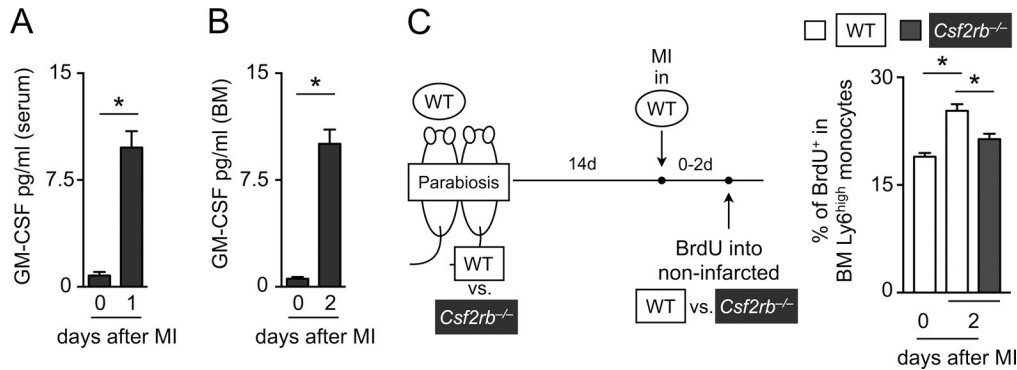 A
GM-CSF pg/ml (serum)
15
7.5
0
*
0 1
days after MI
B
GM-CSF pg/ml (BM)
15
7.5
0
*
0 2
days after MI
C
WT
Parabiosis
WT
vs.
Csf2rb–/–
14d
MI
in
WT
0-2d
BrdU into
non-infarcted
WT vs. Csf2rb–/–
WT Csf2rb–/–
% of BrdU+ in
BM Ly6high monocytes
30
15
0
* *
0 2
days after MI